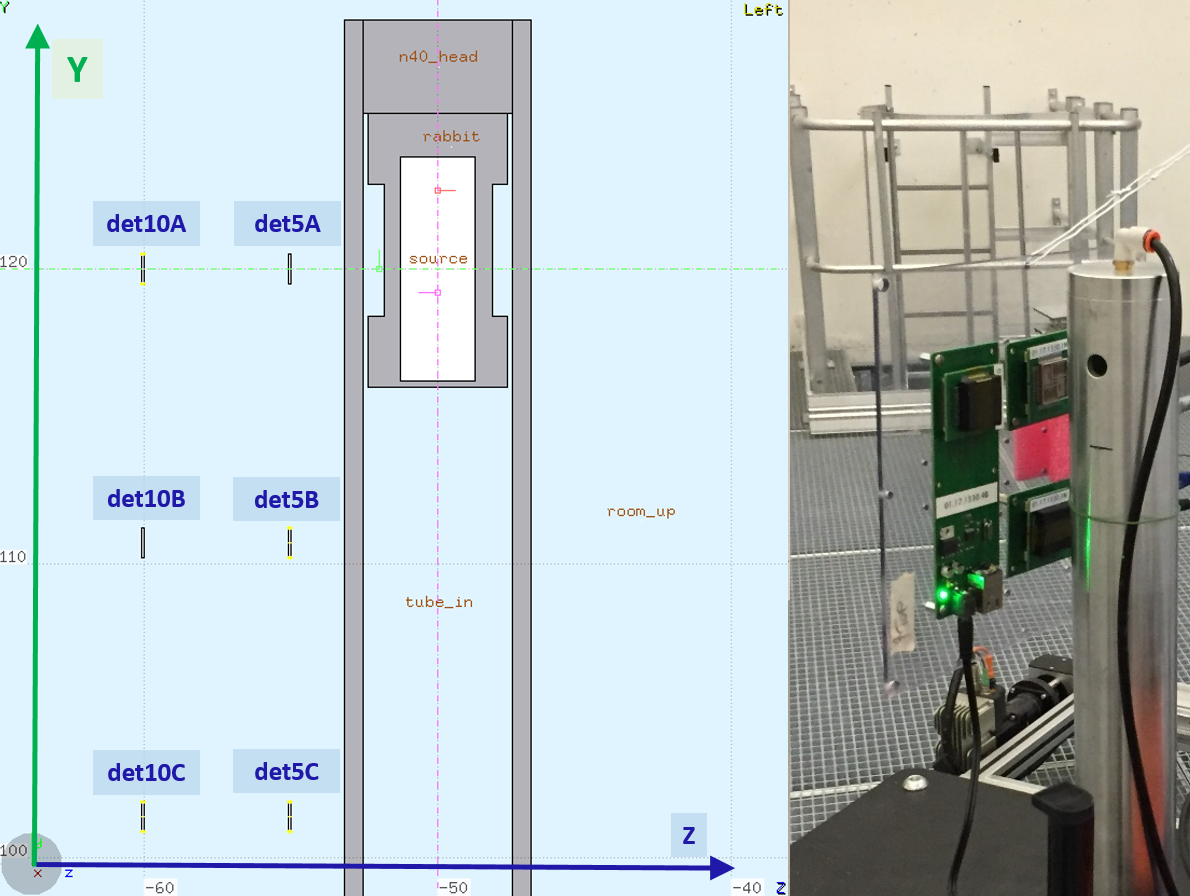 Y
Left
Y
n40_head
rabbit
det10A
det5A
120
source
det10B
det5B
room_up
110
tube_in
det10C
det5C
Z
100
x
z
-60
-50
-40
Z